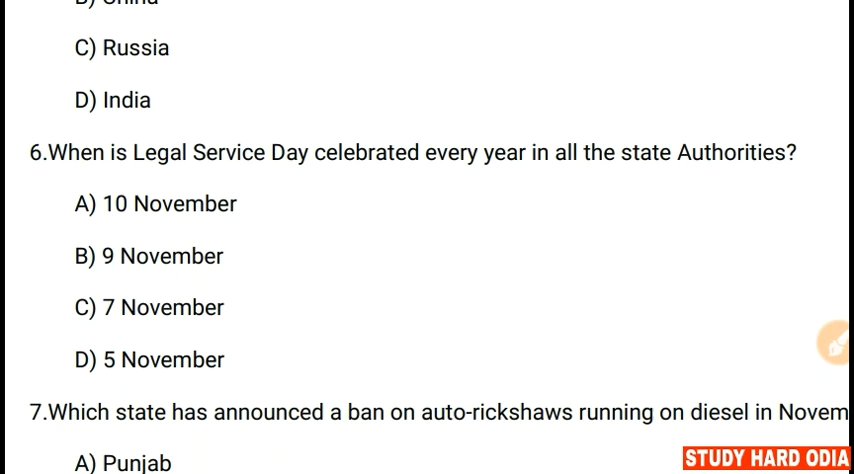 C) Russia
D) India
6.When is Legal Service Day celebrated every year in all the state Authorities?
A) 10 November
B) 9 November
C) 7 November
D) 5 November
7.Which state has announced a ban on auto-rickshaws running on diesel in Novem
A) Punjab
STUDY HARD ODIA